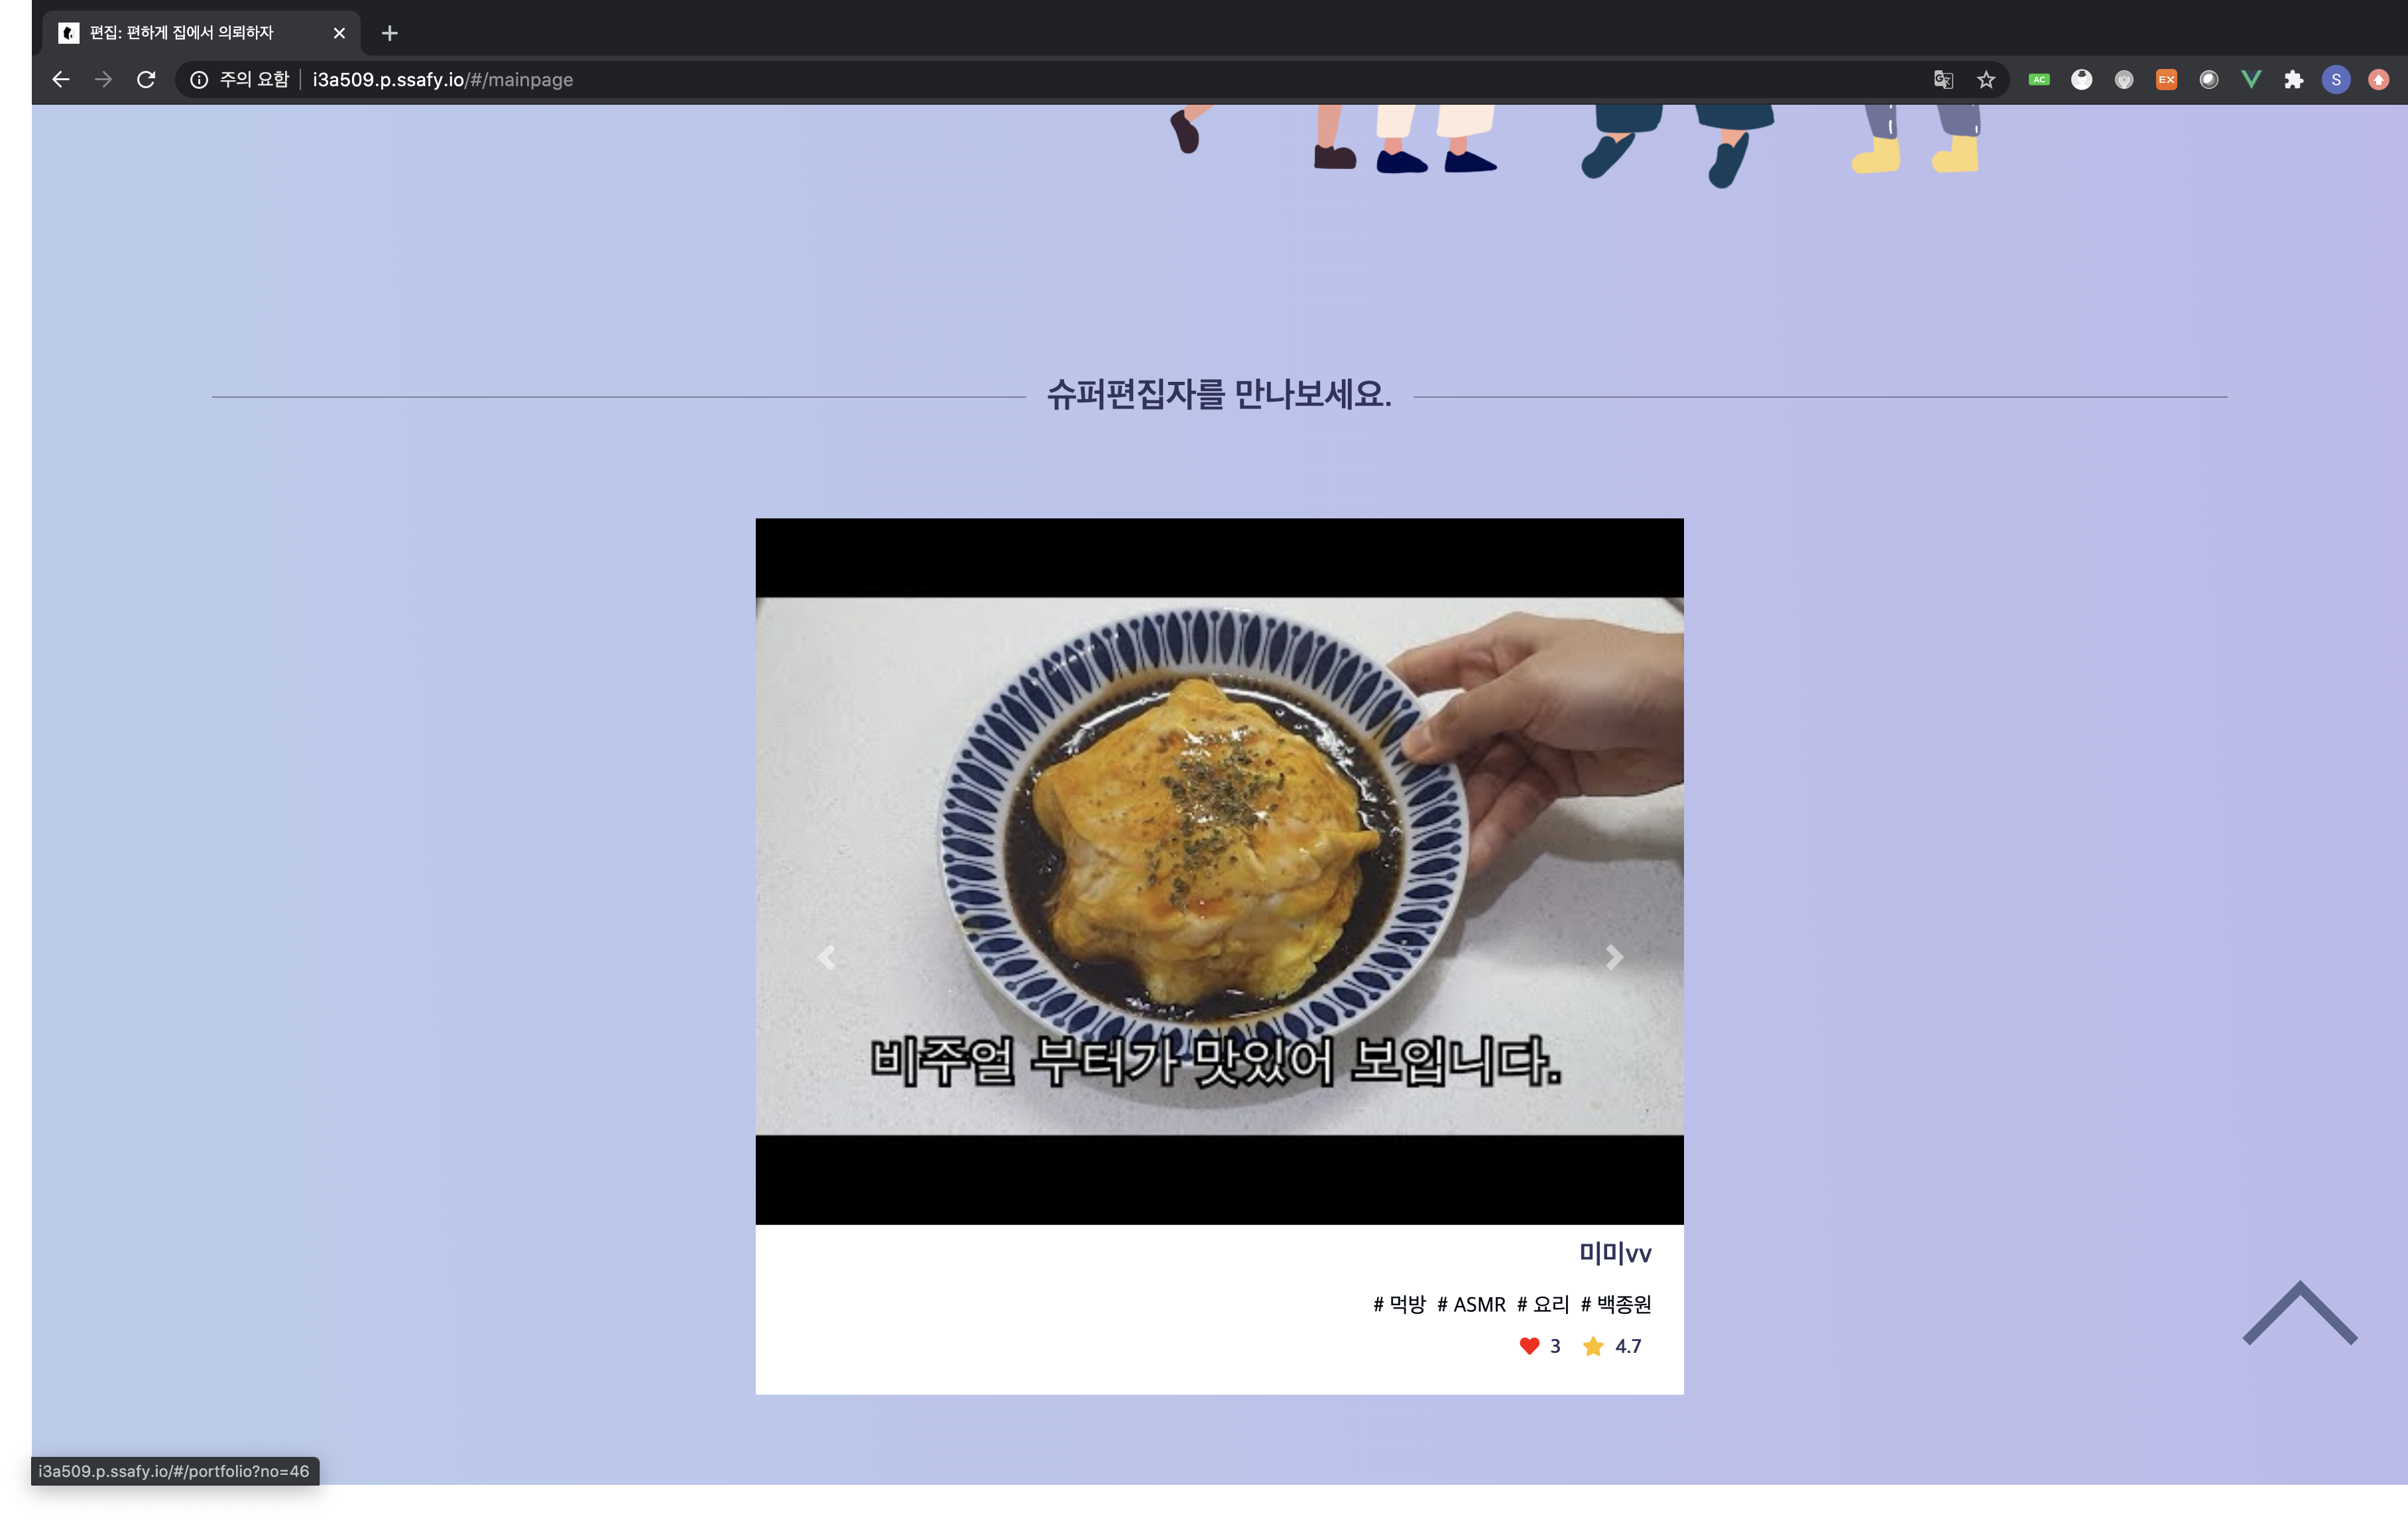 편집: 편하게 집에서 의뢰하자
주의 요함 i3a509.p.ssafy.io/#/mainpage
AC
EX
S
슈퍼편집자를 만나보세요.
비주얼 부터가 맛있어 보입니다.
미미vv
# 먹방 # ASMR # 요리 # 백종원
3 4.7
i3a509.p.ssafy.io/#/portfolio?no=46